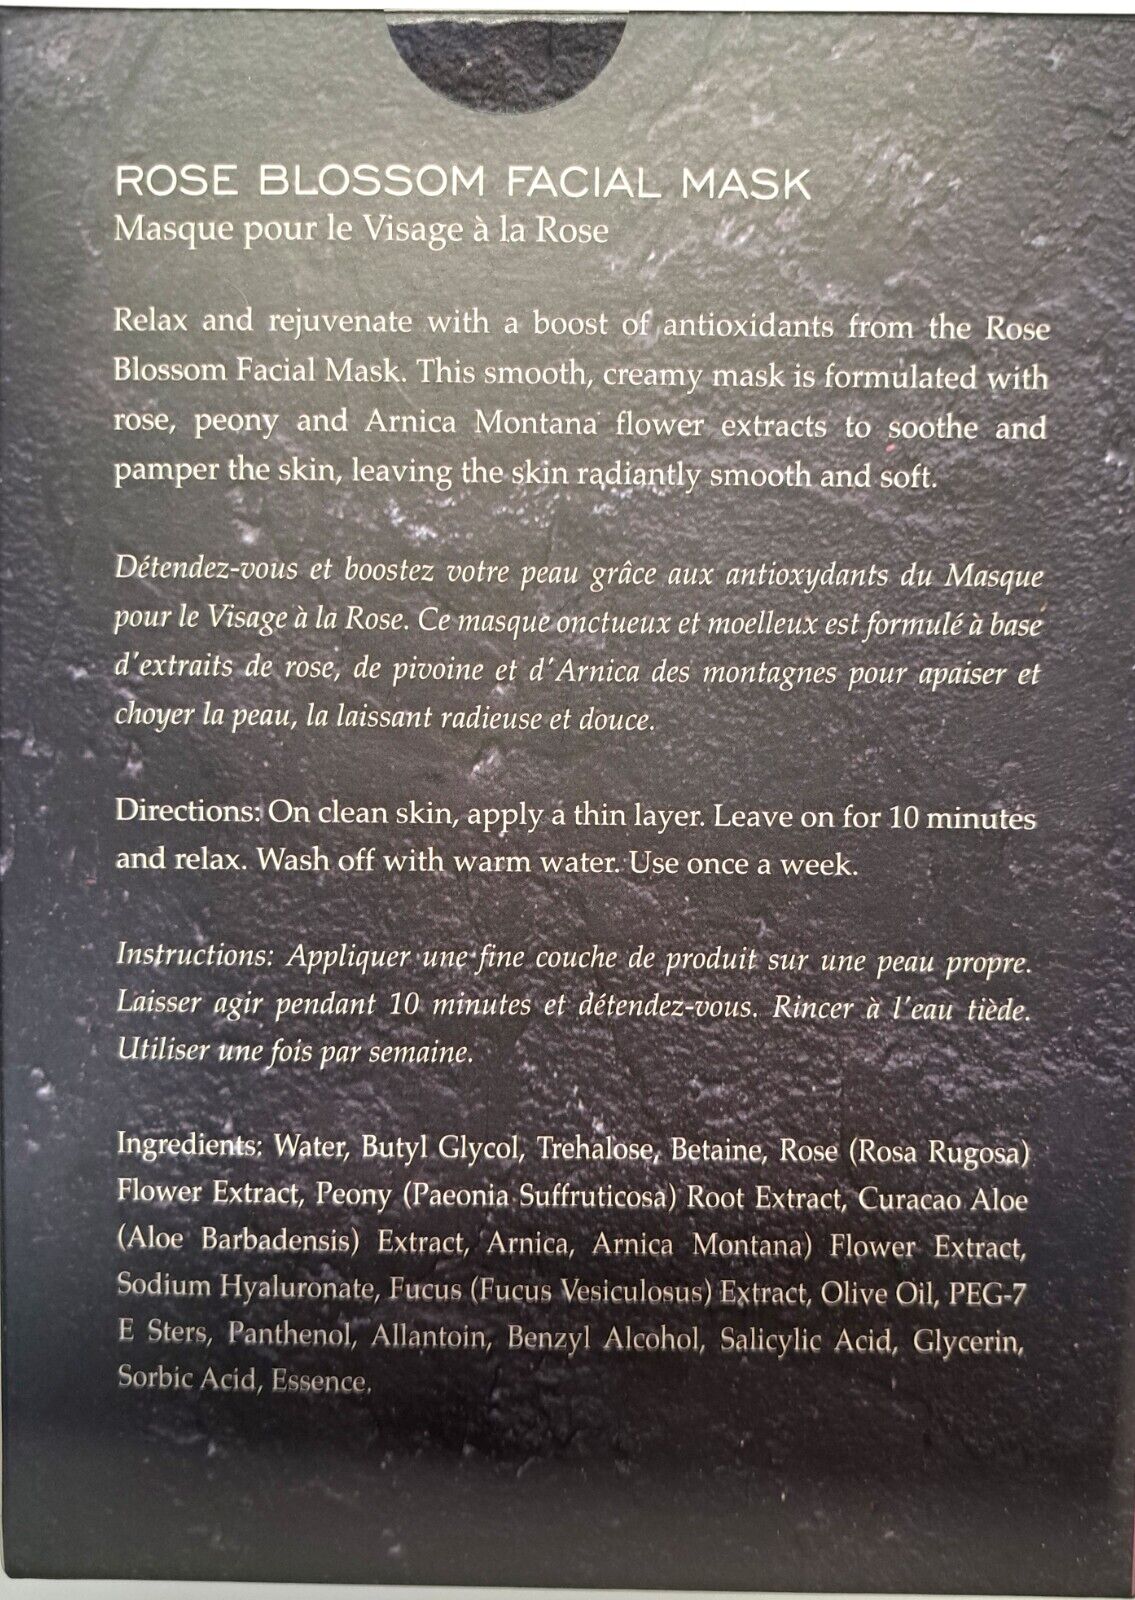 ROSE BLOSSOM FACIAL MASK
Masque pour le Visage à la Rose
Relax and rejuvenate with a boost of antioxidants from the Rose
Blossom Facial Mask. This smooth, creamy mask is formulated with
rose, peony and Arnica Montana flower extracts to soothe and
pamper the skin, leaving the skin radiantly smooth and soft.
Détendez-vous et boostez votre peau grâce aux antioxydants du Masque
pour le Visage à la Rose. Ce masque onctueux et moelleux est formulé à base
d'extraits de rose, de pivoine et d'Arnica des montagnes pour apaiser et
choyer la peau, la laissant radieuse et douce.
Directions: On clean skin, apply a thin layer. Leave on for 10 minutes
and relax. Wash off with warm water. Use once a week.
Instructions: Appliquer une fine couche de produit sur une peau propre.
Laisser agir pendant 10 minutes et détendez-vous. Rincer à l'eau tiède.
Utiliser une fois par semaine.
Ingredients: Water, Butyl Glycol, Trehalose, Betaine, Rose (Rosa Rugosa)
Flower Extract, Peony (Paeonia Suffruticosa) Root Extract, Curacao Aloe
(Aloe Barbadensis) Extract, Arnica, Arnica Montana) Flower Extract,
Sodium Hyaluronate, Fucus (Fucus Vesiculosus) Extract, Olive Oil, PEG-7
E Sters, Panthenol, Allantoin, Benzyl Alcohol, Salicylic Acid, Glycerin,
Sorbic Acid, Essence.